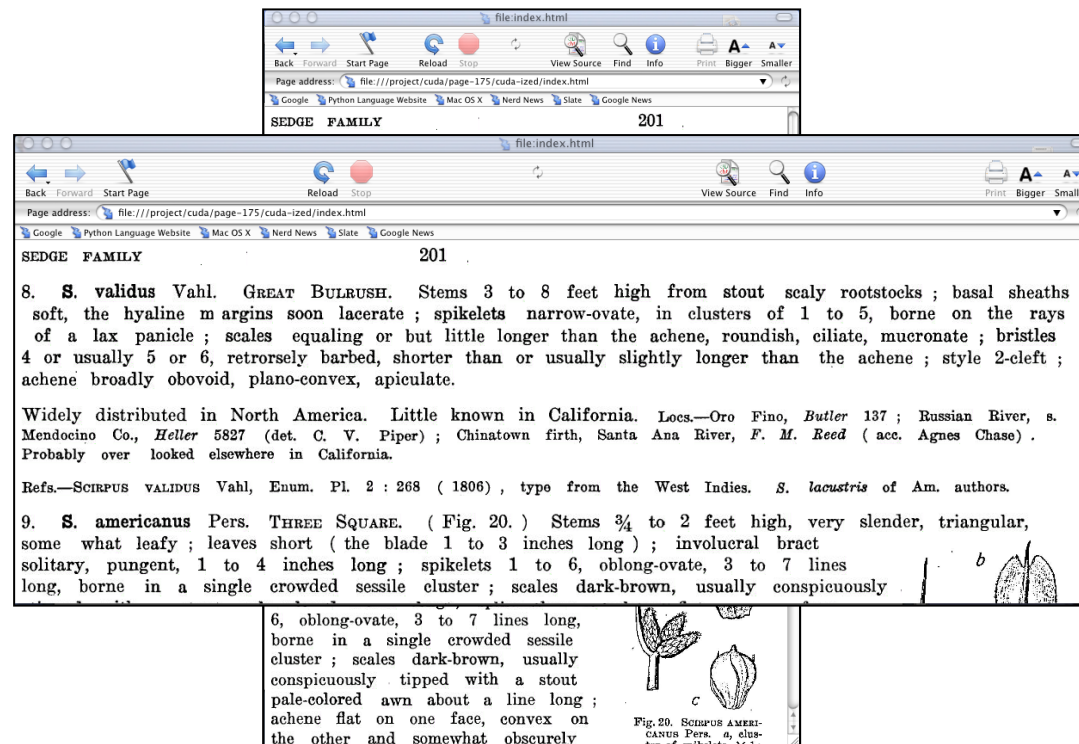 file:index.html
Back Forward Start Page Reload Stop View Source Find Info Print Bigger Smaller
Page address: file:///project/cuda/page-175/cuda-ized/index.html
Google Python Language Website Mac OS X Nerd News Slate Google News
SEDGE FAMILY 201
file:index.html
Back Forward Start Page Reload Stop View Source Find Info Print Bigger Small
Page address: file:///project/cuda/page-175/cuda-ized/index.html
Google Python Language Website Mac OS X Nerd News Slate Google News
SEDGE FAMILY 201
8. S. validus Vahl. GREAT BULRUSH. Stems 3 to 8 feet high from stout scaly rootstocks ; basal sheaths
soft, the hyaline m argins soon lacerate ; spikelets narrow-ovate, in clusters of 1 to 5, borne on the rays
of a lax panicle ; scales equaling or but little longer than the achene, roundish, ciliate, mucronate ; bristles
4 or usually 5 or 6, retrorsely barbed, shorter than or usually slightly longer than the achene ; style 2-cleft ;
achene broadly obovoid, plano-convex, apiculate.
Widely distributed in North America. Little known in California. Locs.—Oro Fino, Butler 137 ; Russian River, s.
Mendocino Co., Heller 5827 (det. C. V. Piper) ; Chinatown firth, Santa Ana River, F. M. Reed ( acc. Agnes Chase) .
Probably over looked elsewhere in California.
Refs.—SCIRPUS VALIDUS Vahl, Enum. Pl. 2 : 268 ( 1806) , type from the West Indies. S. lacustris of Am. authors.
9. S. americanus Pers. THREE SQUARE. ( Fig. 20. ) Stems ¾ to 2 feet high, very slender, triangular,
some what leafy ; leaves short ( the blade 1 to 3 inches long ) ; involucral bract
solitary, pungent, 1 to 4 inches long ; spikelets 1 to 6, oblong-ovate, 3 to 7 lines
long, borne in a single crowded sessile cluster ; scales dark-brown, usually conspicuously
b
6, oblong-ovate, 3 to 7 lines long,
borne in a single crowded sessile
cluster ; scales dark-brown, usually
conspicuously tipped with a stout
pale-colored awn about a line long ;
achene flat on one face, convex on
the other and somewhat obscurely
c
Fig. 20. SCIRPUS AMERI-
CANUS Pers. a, clus-